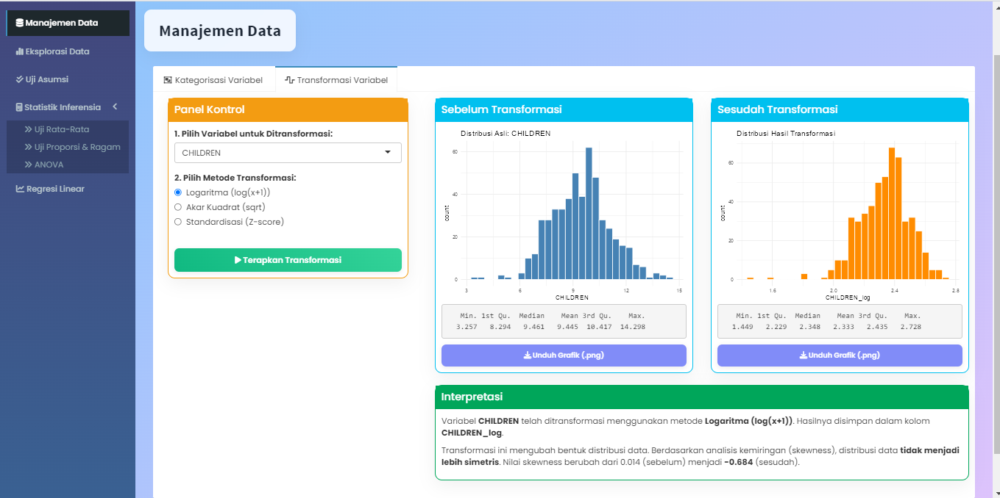 Manajemen Data
Eksplorasi Data
Uji Asumsi
Statistik Inferensia
Uji Rata-Rata
Uji Proporsi & Ragam
ANOVA
Regresi Linear
Manajemen Data
Kategorisasi Variabel
Transformasi Variabel
Panel Kontrol
1. Pilih Variabel untuk Ditransformasi:
CHILDREN
2. Pilih Metode Transformasi:
Logaritma (log(x+1))
Akar Kuadrat (sqrt)
Standardisasi (Z-score)
Terapkan Transformasi
Sebelum Transformasi
Distribusi Asli: CHILDREN
60
40
20
0
count
3 6 9 12 15
CHILDREN
Min. 1st Qu. Median Mean 3rd Qu. Max.
3.257 8.294 9.461 9.445 10.417 14.298
Unduh Grafik (.png)
Sesudah Transformasi
Distribusi Hasil Transformasi
60
40
20
0
count
1.6 2.0 2.4 2.8
CHILDREN_log
Min. 1st Qu. Median Mean 3rd Qu. Max.
1.449 2.229 2.348 2.333 2.435 2.728
Unduh Grafik (.png)
Interpretasi
Variabel CHILDREN telah ditransformasi menggunakan metode Logaritma (log(x+1)). Hasilnya disimpan dalam kolom
CHILDREN_log.
Transformasi ini mengubah bentuk distribusi data. Berdasarkan analisis kemiringan (skewness), distribusi data tidak menjadi
lebih simetris. Nilai skewness berubah dari 0.014 (sebelum) menjadi -0.684 (sesudah).